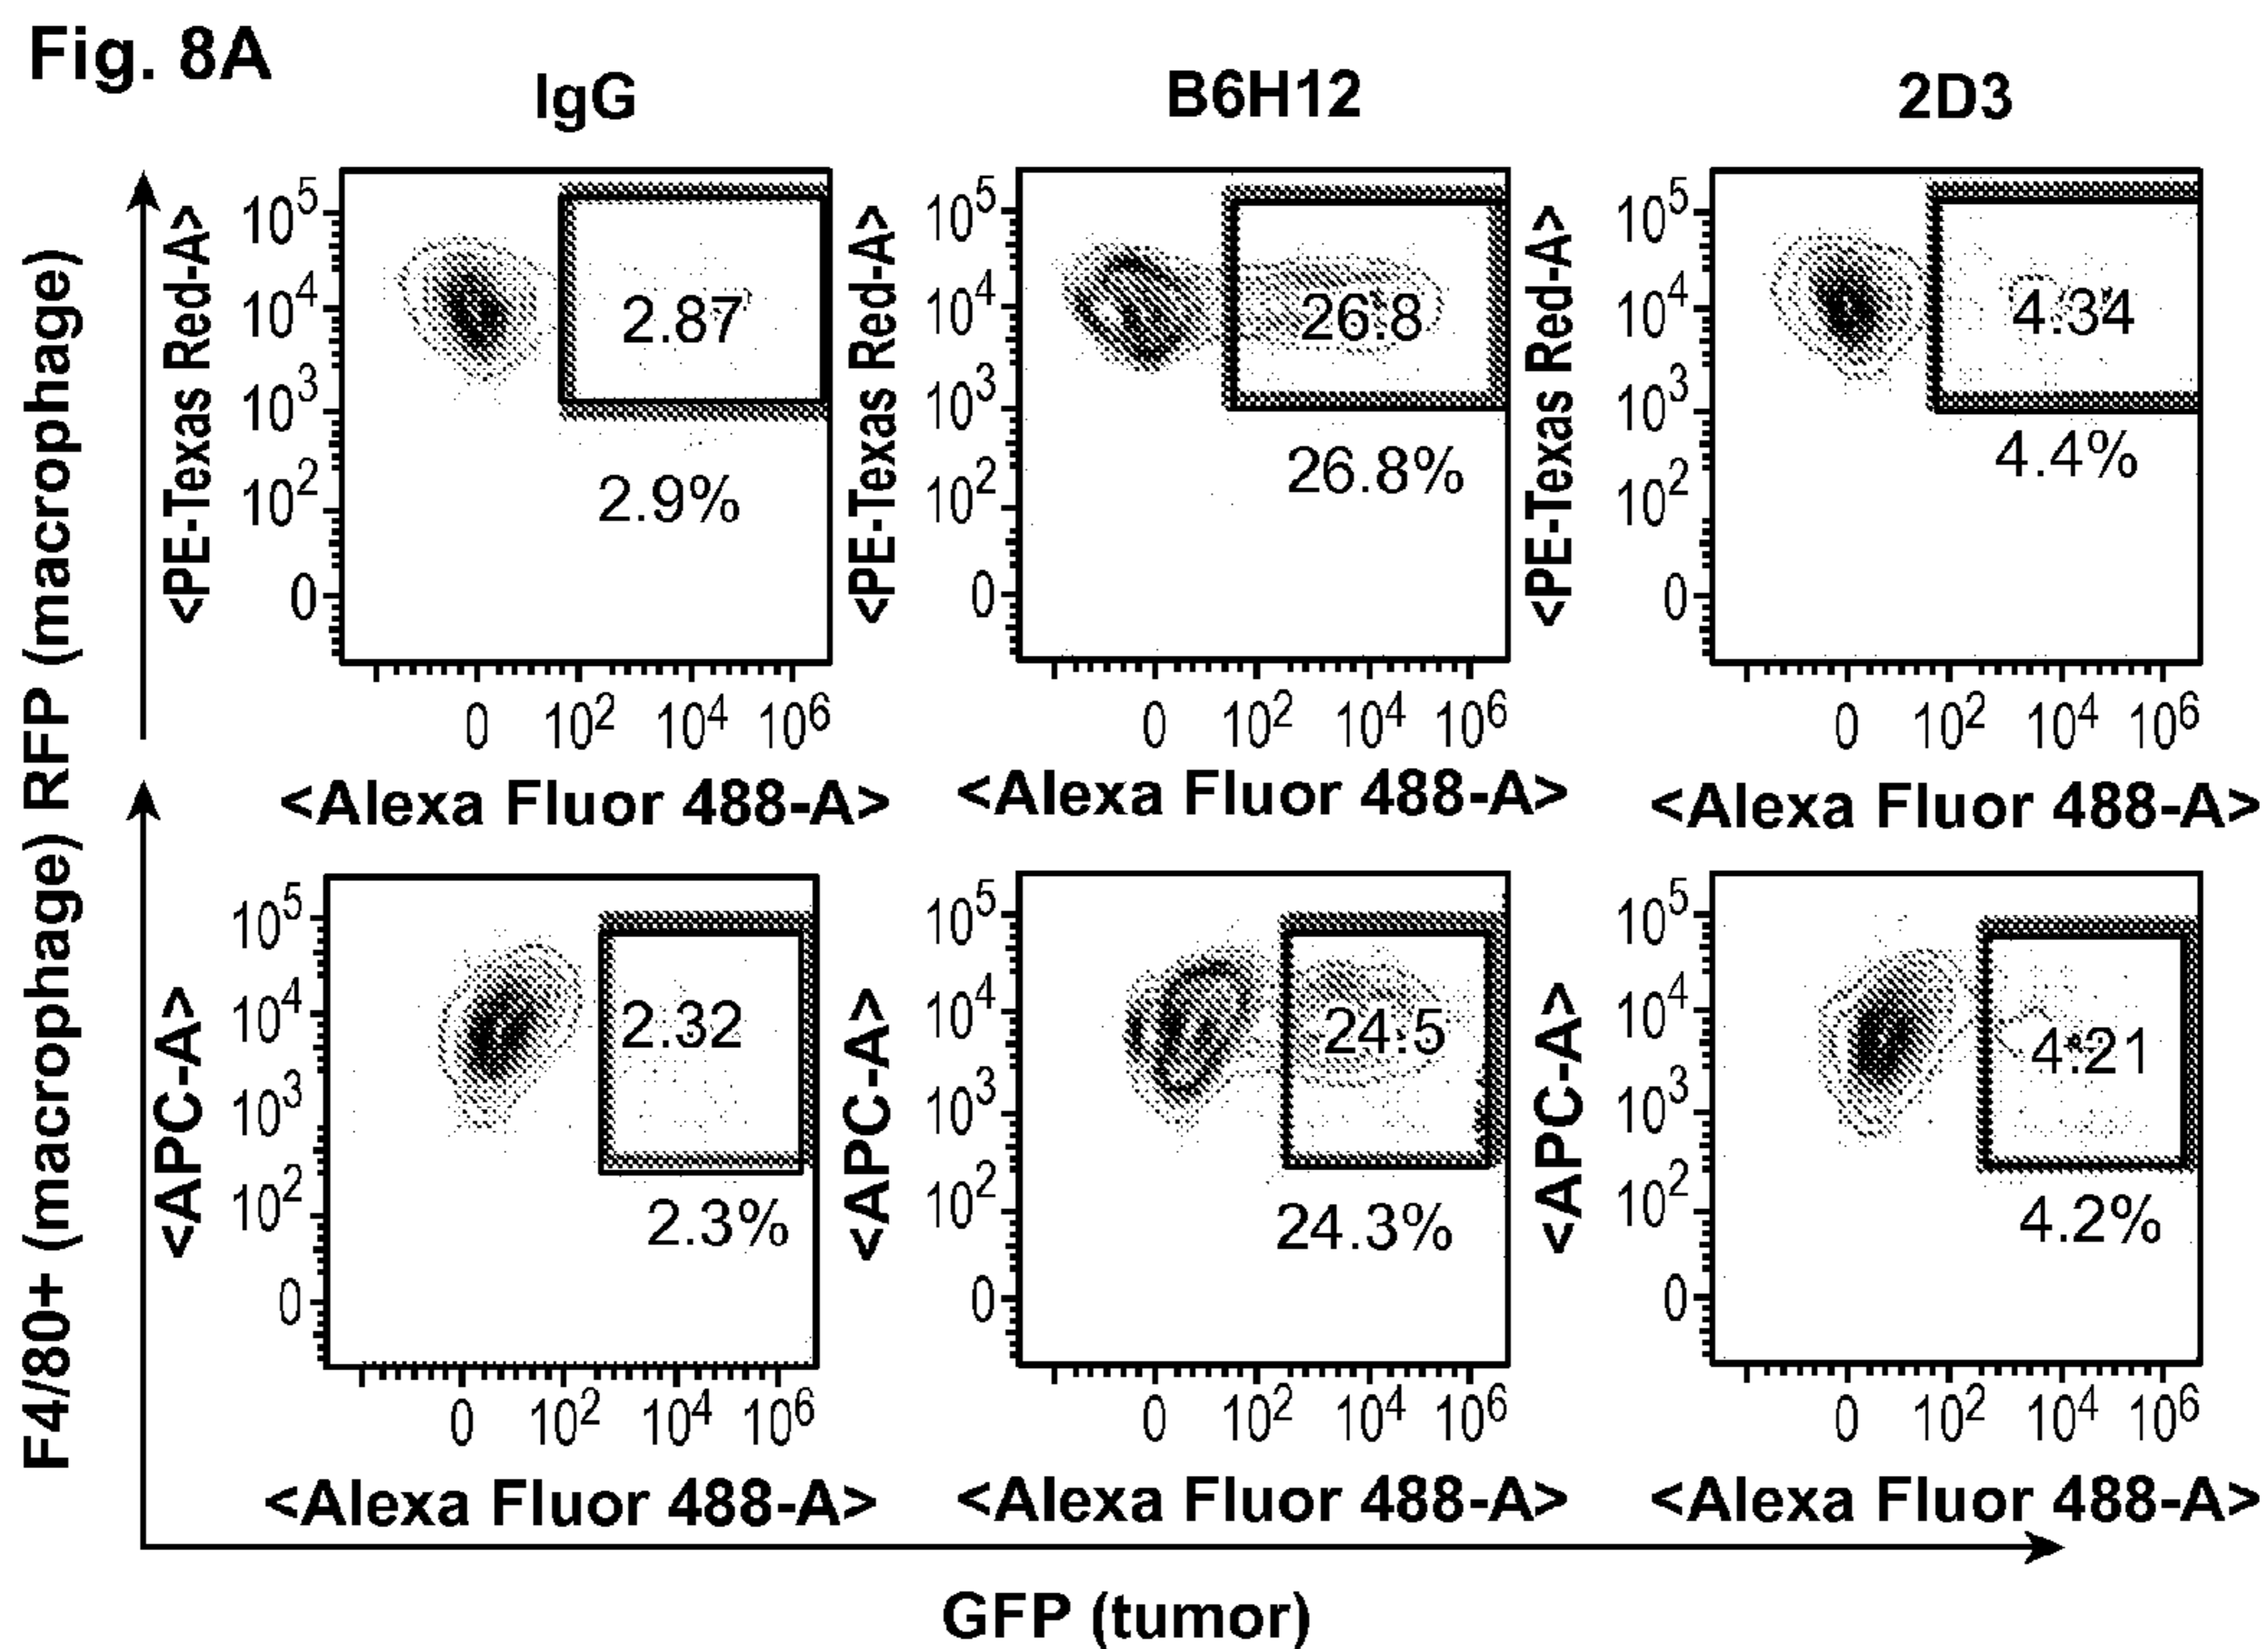 Fig. 8A
IgG
B6H12
2D3
F4/80+ (macrophage) RFP (macrophage)
<PE-Texas Red-A>
10^5
10^4
10^3
10^2
0
2.87
2.9%
0 10^2 10^4 10^6
<Alexa Fluor 488-A>
<PE-Texas Red-A>
10^5
10^4
10^3
10^2
0
26.8
26.8%
0 10^2 10^4 10^6
<Alexa Fluor 488-A>
<PE-Texas Red-A>
10^5
10^4
10^3
10^2
0
4.34
4.4%
0 10^2 10^4 10^6
<Alexa Fluor 488-A>
<APC-A>
10^5
10^4
10^3
10^2
0
2.32
2.3%
0 10^2 10^4 10^6
<Alexa Fluor 488-A>
<APC-A>
10^5
10^4
10^3
10^2
0
24.5
24.3%
0 10^2 10^4 10^6
<Alexa Fluor 488-A>
<APC-A>
10^5
10^4
10^3
10^2
0
4.21
4.2%
0 10^2 10^4 10^6
<Alexa Fluor 488-A>
GFP (tumor)